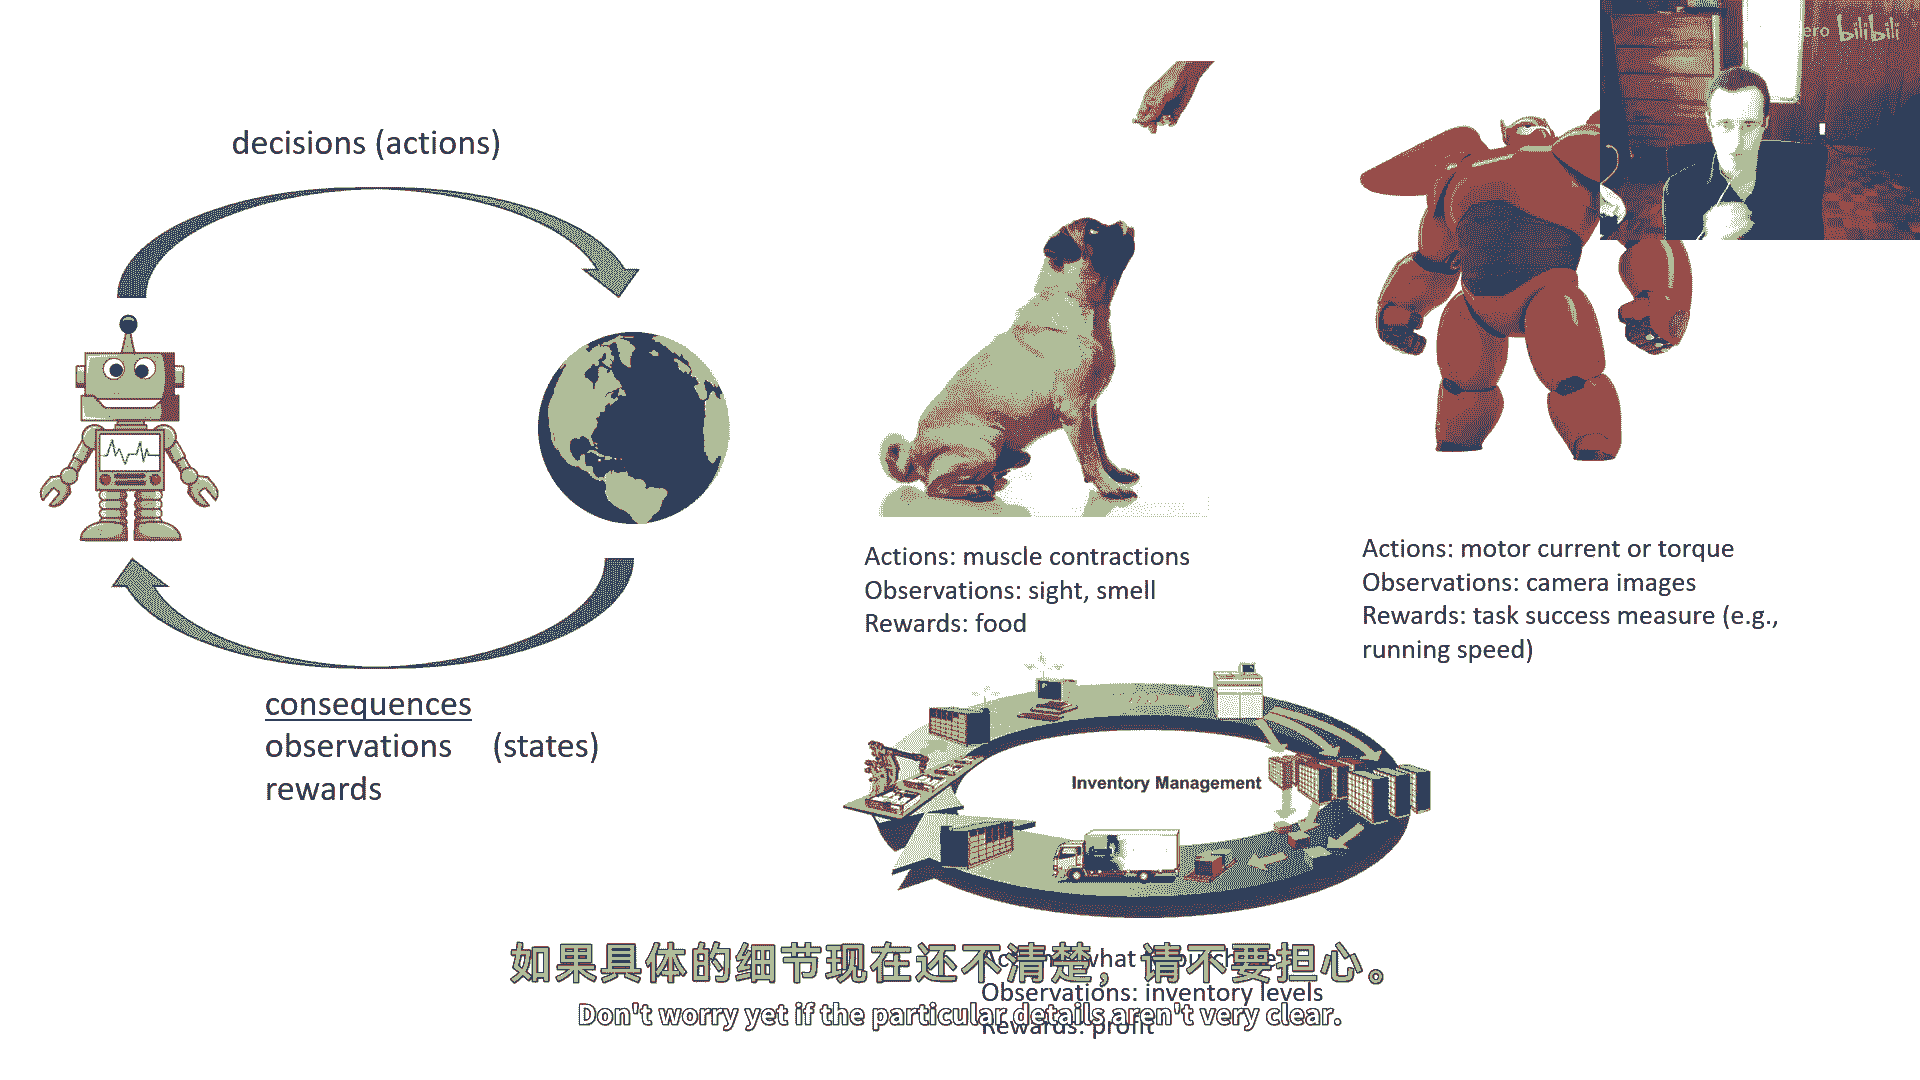 ero bilibili
decisions (actions)
consequences
observations (states)
rewards
Actions: muscle contractions
Observations: sight, smell
Rewards: food
Actions: motor current or torque
Observations: camera images
Rewards: task success measure (e.g.,
running speed)
Inventory Management
what
Observations: inventory levels
Rewards: profit
如果具体的细节现在还不清楚，请不要担心。
Don't worry yet if the particular details aren't very clear.